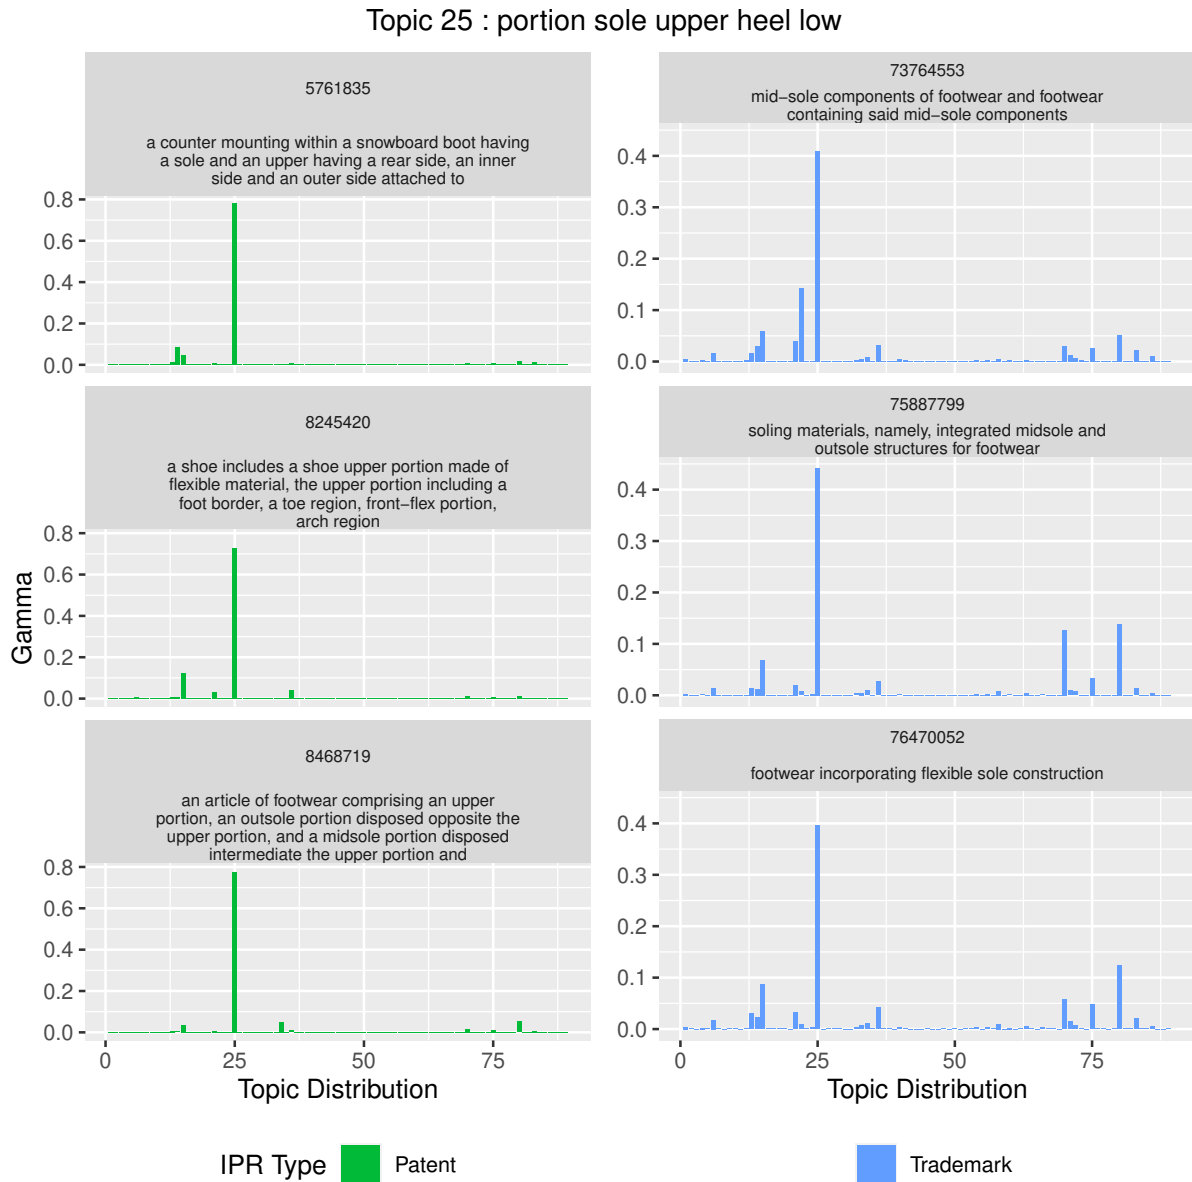 Topic 25 : portion sole upper heel low
5761835
a counter mounting within a snowboard boot having
a sole and an upper having a rear side, an inner
side and an outer side attached to
0.8
0.6
0.4
0.2
0.0
73764553
mid−sole components of footwear and footwear
containing said mid−sole components
0.4
0.3
0.2
0.1
0.0
8245420
a shoe includes a shoe upper portion made of
flexible material, the upper portion including a
foot border, a toe region, front−flex portion,
arch region
0.8
0.6
0.4
0.2
0.0
75887799
soling materials, namely, integrated midsole and
outsole structures for footwear
0.4
0.3
0.2
0.1
0.0
Gamma
8468719
an article of footwear comprising an upper
portion, an outsole portion disposed opposite the
upper portion, and a midsole portion disposed
intermediate the upper portion and
0.8
0.6
0.4
0.2
0.0
0 25 50 75
Topic Distribution
76470052
footwear incorporating flexible sole construction
0.4
0.3
0.2
0.1
0.0
0 25 50 75
Topic Distribution
IPR Type Patent Trademark